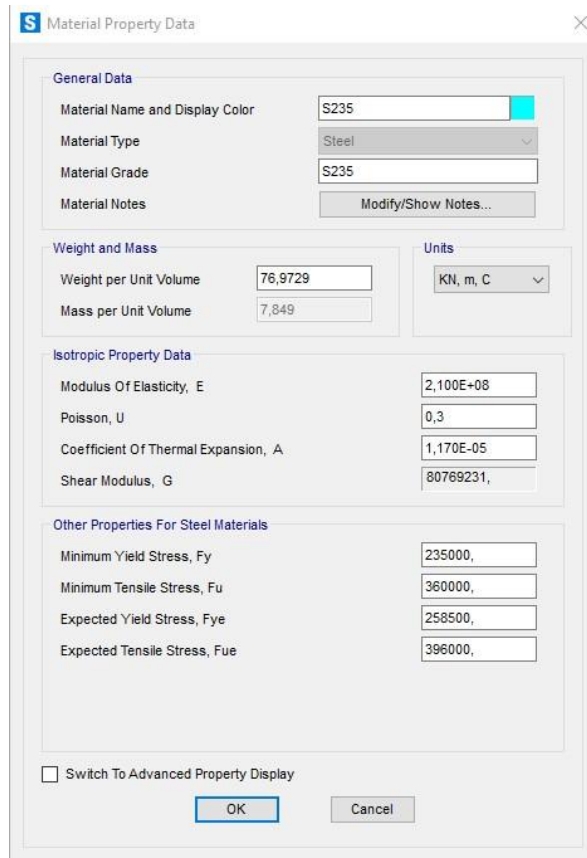 S Material Property Data
General Data
Material Name and Display Color S235
Material Type Steel
Material Grade S235
Material Notes Modify/Show Notes...
Weight and Mass
Weight per Unit Volume 76,9729
Mass per Unit Volume 7,849
Units
KN, m, C
Isotropic Property Data
Modulus Of Elasticity, E 2,100E+08
Poisson, U 0,3
Coefficient Of Thermal Expansion, A 1,170E-05
Shear Modulus, G 80769231,
Other Properties For Steel Materials
Minimum Yield Stress, Fy 235000,
Minimum Tensile Stress, Fu 360000,
Expected Yield Stress, Fye 258500,
Expected Tensile Stress, Fue 396000,
Switch To Advanced Property Display
OK Cancel